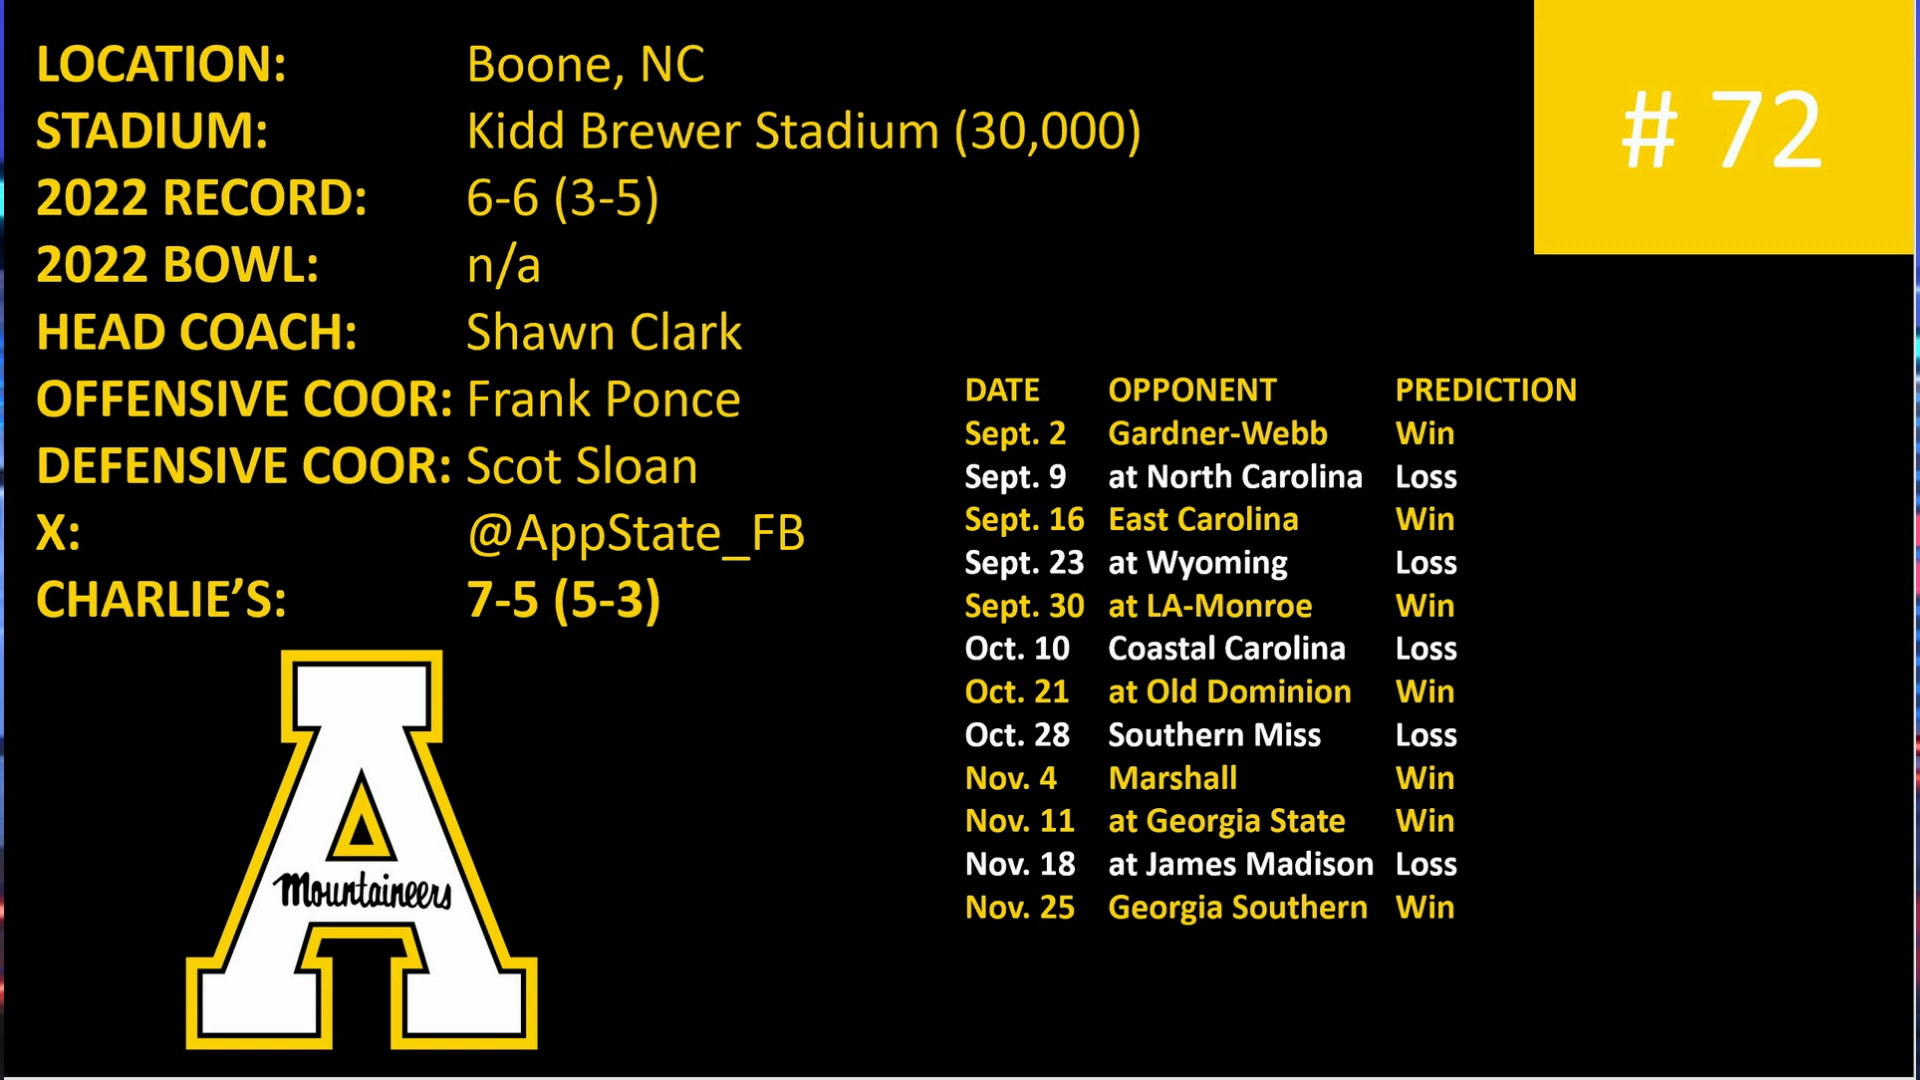 LOCATION: Boone, NC
STADIUM: Kidd Brewer Stadium (30,000)
2022 RECORD: 6-6 (3-5)
2022 BOWL: n/a
HEAD COACH: Shawn Clark
OFFENSIVE COOR: Frank Ponce
DEFENSIVE COOR: Scot Sloan
X: @AppState_FB
CHARLIE’S: 7-5 (5-3)
A
Mountaineers
# 72
DATE OPPONENT PREDICTION
Sept. 2 Gardner-Webb Win
Sept. 9 at North Carolina Loss
Sept. 16 East Carolina Win
Sept. 23 at Wyoming Loss
Sept. 30 at LA-Monroe Win
Oct. 10 Coastal Carolina Loss
Oct. 21 at Old Dominion Win
Oct. 28 Southern Miss Loss
Nov. 4 Marshall Win
Nov. 11 at Georgia State Win
Nov. 18 at James Madison Loss
Nov. 25 Georgia Southern Win